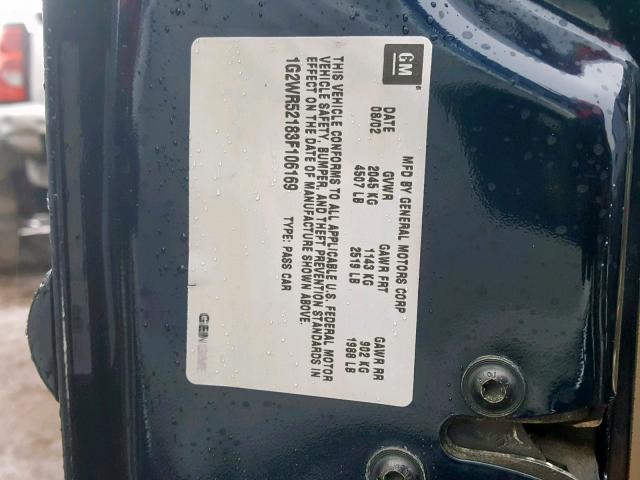 GM
MFD BY GENERAL MOTORS CORP
DATE GVWR GAWR FRT GAWR RR
08/02 2045 KG 1143 KG 902 KG
4507 LB 2519 LB 1988 LB
THIS VEHICLE CONFORMS TO ALL APPLICABLE U.S. FEDERAL MOTOR
VEHICLE SAFETY, BUMPER, AND THEFT PREVENTION STANDARDS IN
EFFECT ON THE DATE OF MANUFACTURE SHOWN ABOVE.
1G2WR52183F106169 TYPE: PASS CAR